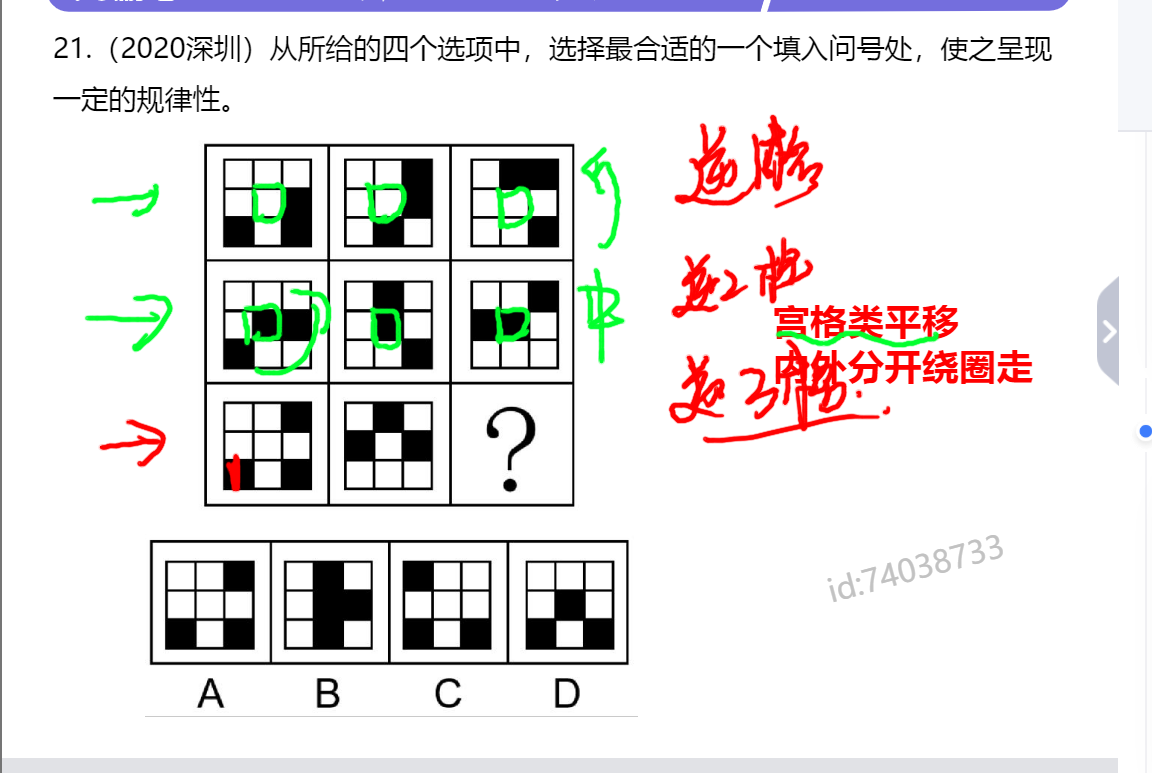 21.（2020深圳）从所给的四个选项中，选择最合适的一个填入问号处，使之呈现
一定的规律性。
逆1格
逆2格
宫格类平移
内外分开绕圈走
逆3格
中
?
id:74038733
A B C D